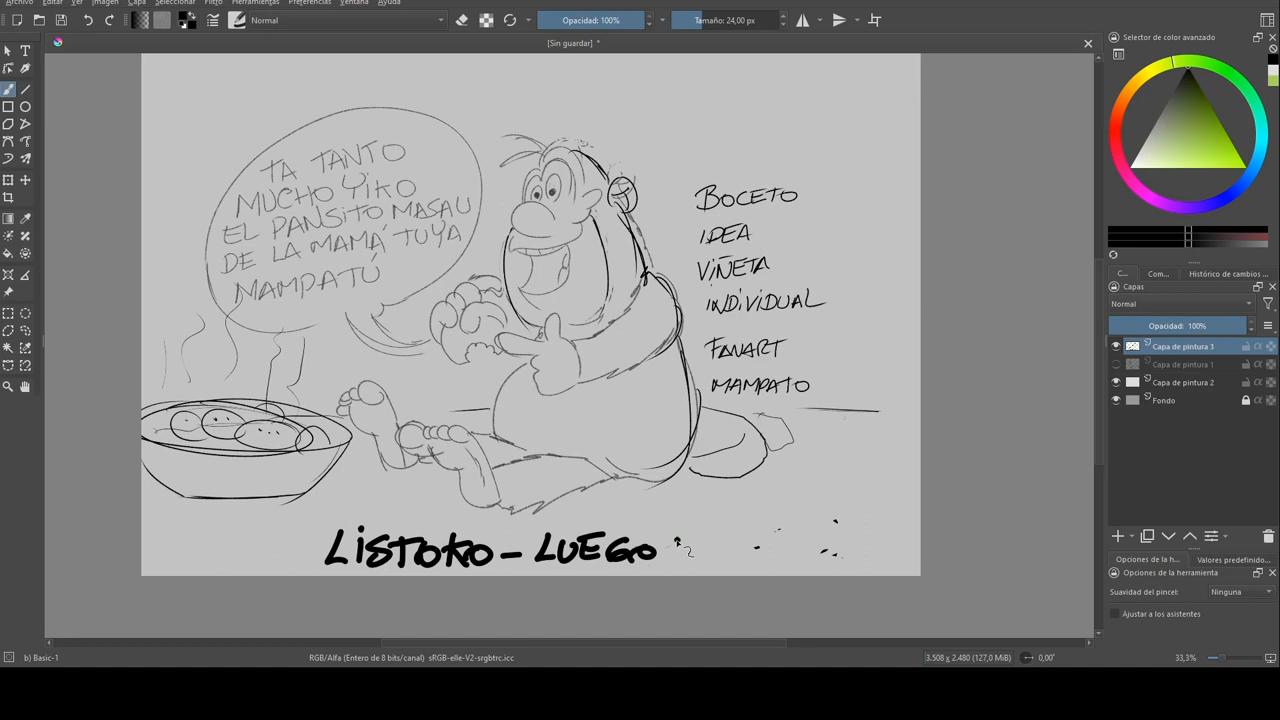 Archivo Editar Ver Imagen Capa Seleccionar Filtro Herramientas Preferencias Ventana Ayuda
Normal
Opacidad: 100%
Tamaño: 24,00 px
[Sin guardar] *
Selector de color avanzado
TA TANTO
MUCHO YIKO
EL PANSITO MASAU
DE LA MAMÁ TUYA
MAMPATÚ
BOCETO
IDEA
VIÑETA
INDIVIDUAL
FANART
MAMPATO
LISTOKO - LUEGO
C...
Com...
Histórico de cambios ...
Capas
Normal
Opacidad: 100%
Capa de pintura 3
Capa de pintura 1
Capa de pintura 2
Fondo
Opciones de la h...
Valores predefinido...
Opciones de la herramienta
Suavidad del pincel:
Ninguna
Ajustar a los asistentes
b) Basic-1
RGB/Alfa (Entero de 8 bits/canal) sRGB-elle-V2-srgbtrc.icc
3.508 x 2.480 (127,0 MiB)
0,00°
33,3%